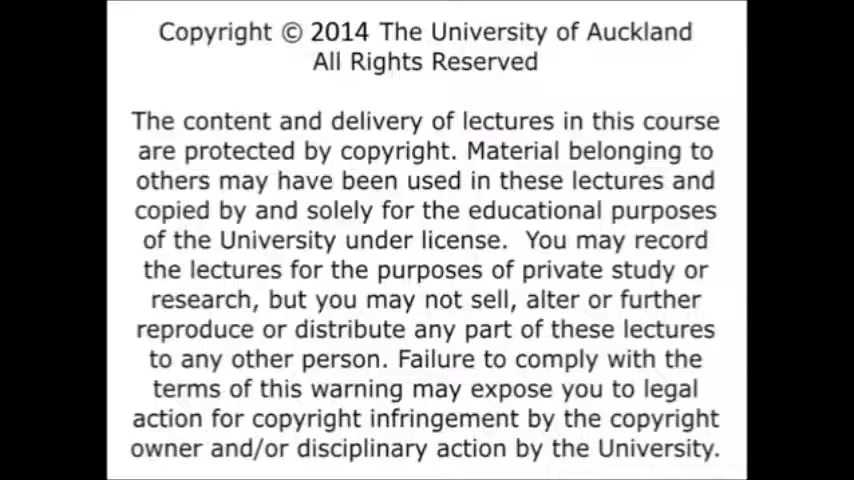 Copyright © 2014 The University of Auckland
All Rights Reserved
The content and delivery of lectures in this course
are protected by copyright. Material belonging to
others may have been used in these lectures and
copied by and solely for the educational purposes
of the University under license.  You may record
the lectures for the purposes of private study or
research, but you may not sell, alter or further
reproduce or distribute any part of these lectures
to any other person. Failure to comply with the
terms of this warning may expose you to legal
action for copyright infringement by the copyright
owner and/or disciplinary action by the University.